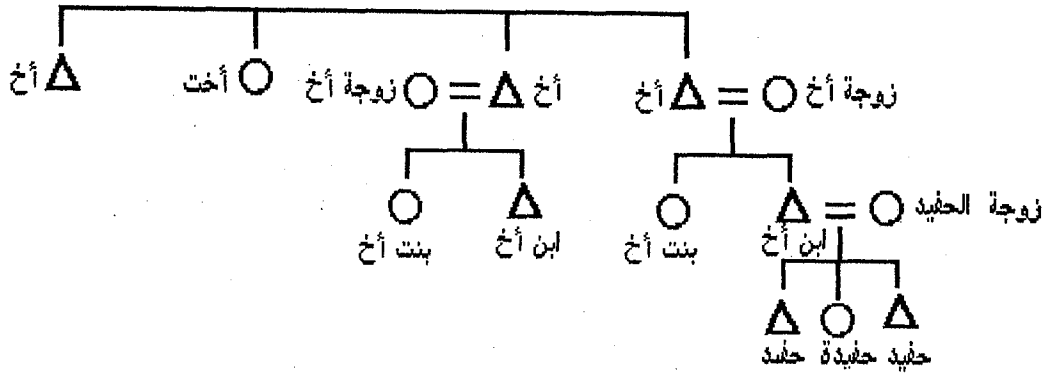 زوجة أخ
أخ
أخ
زوجة أخ
أخت
أخ
زوجة الحفيد
ابن أخ
بنت أخ
ابن أخ
بنت أخ
حفيد
حفيدة
حفيد